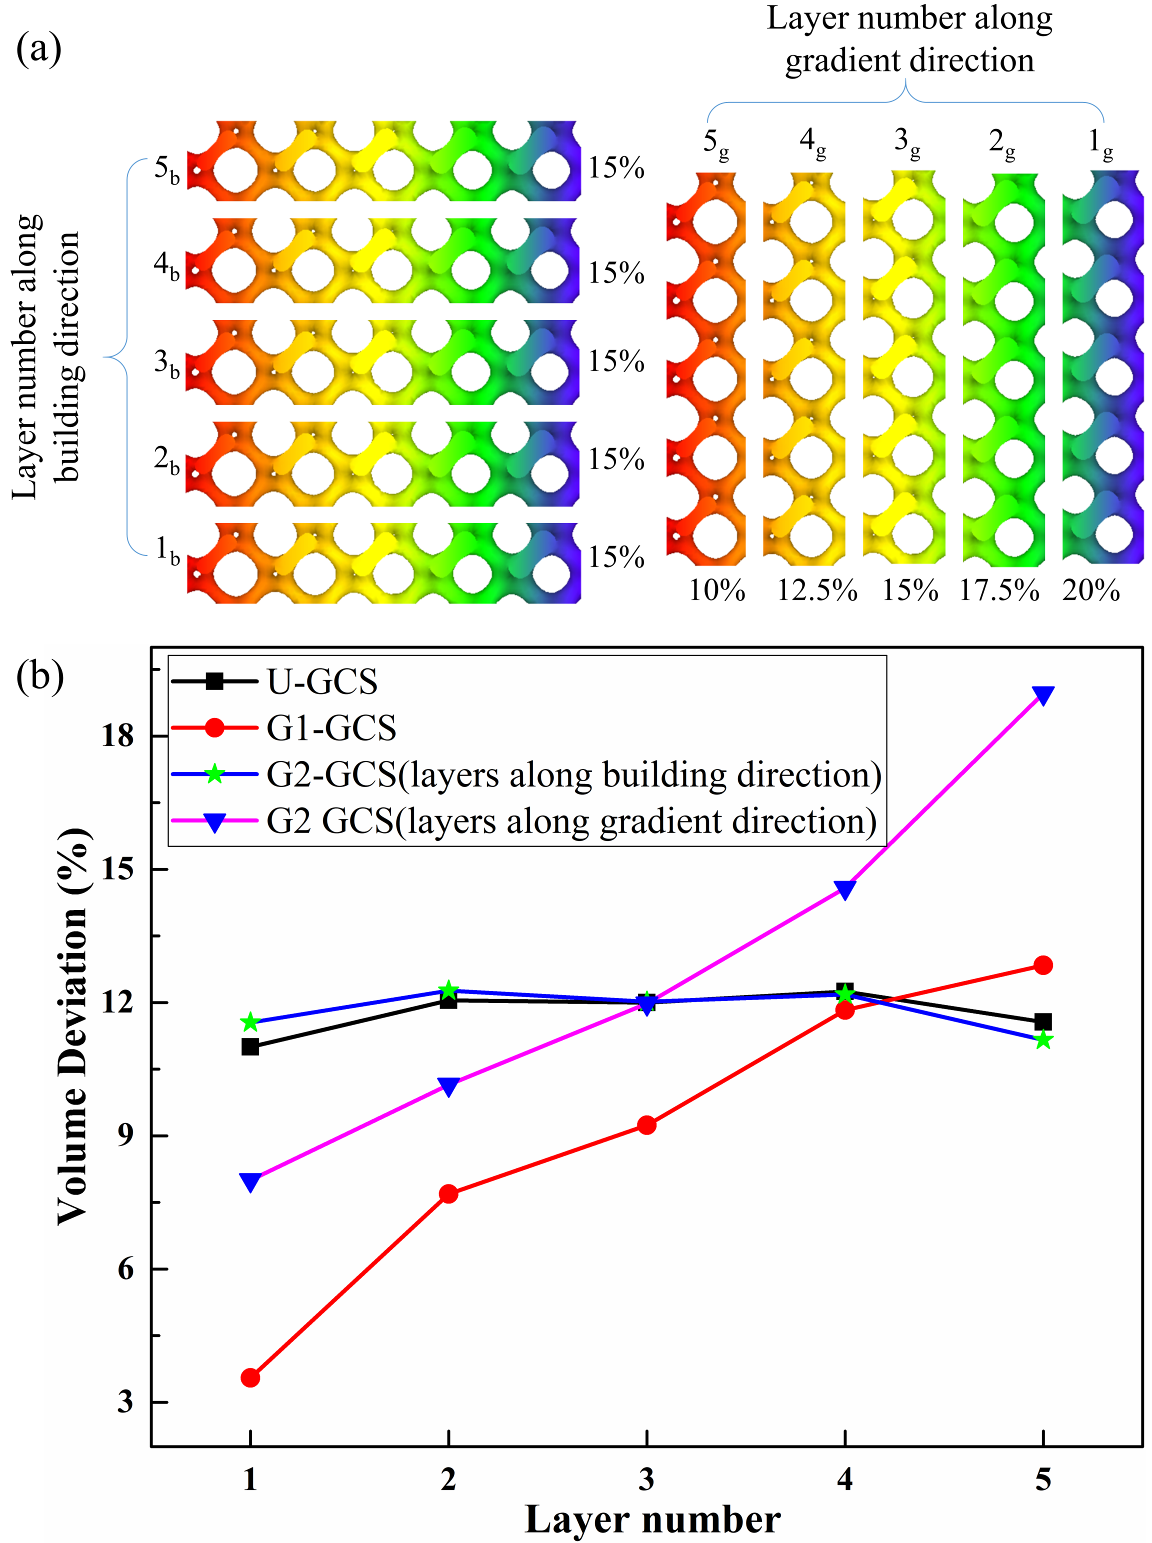 (a)
Layer number along
gradient direction
5g 4g 3g 2g 1g
Layer number along
building direction
5b 15%
4b 15%
3b 15%
2b 15%
1b 15%
10% 12.5% 15% 17.5% 20%
(b)
U-GCS
G1-GCS
G2-GCS(layers along building direction)
G2 GCS(layers along gradient direction)
Volume Deviation (%)
18
15
12
9
6
3
1 2 3 4 5
Layer number